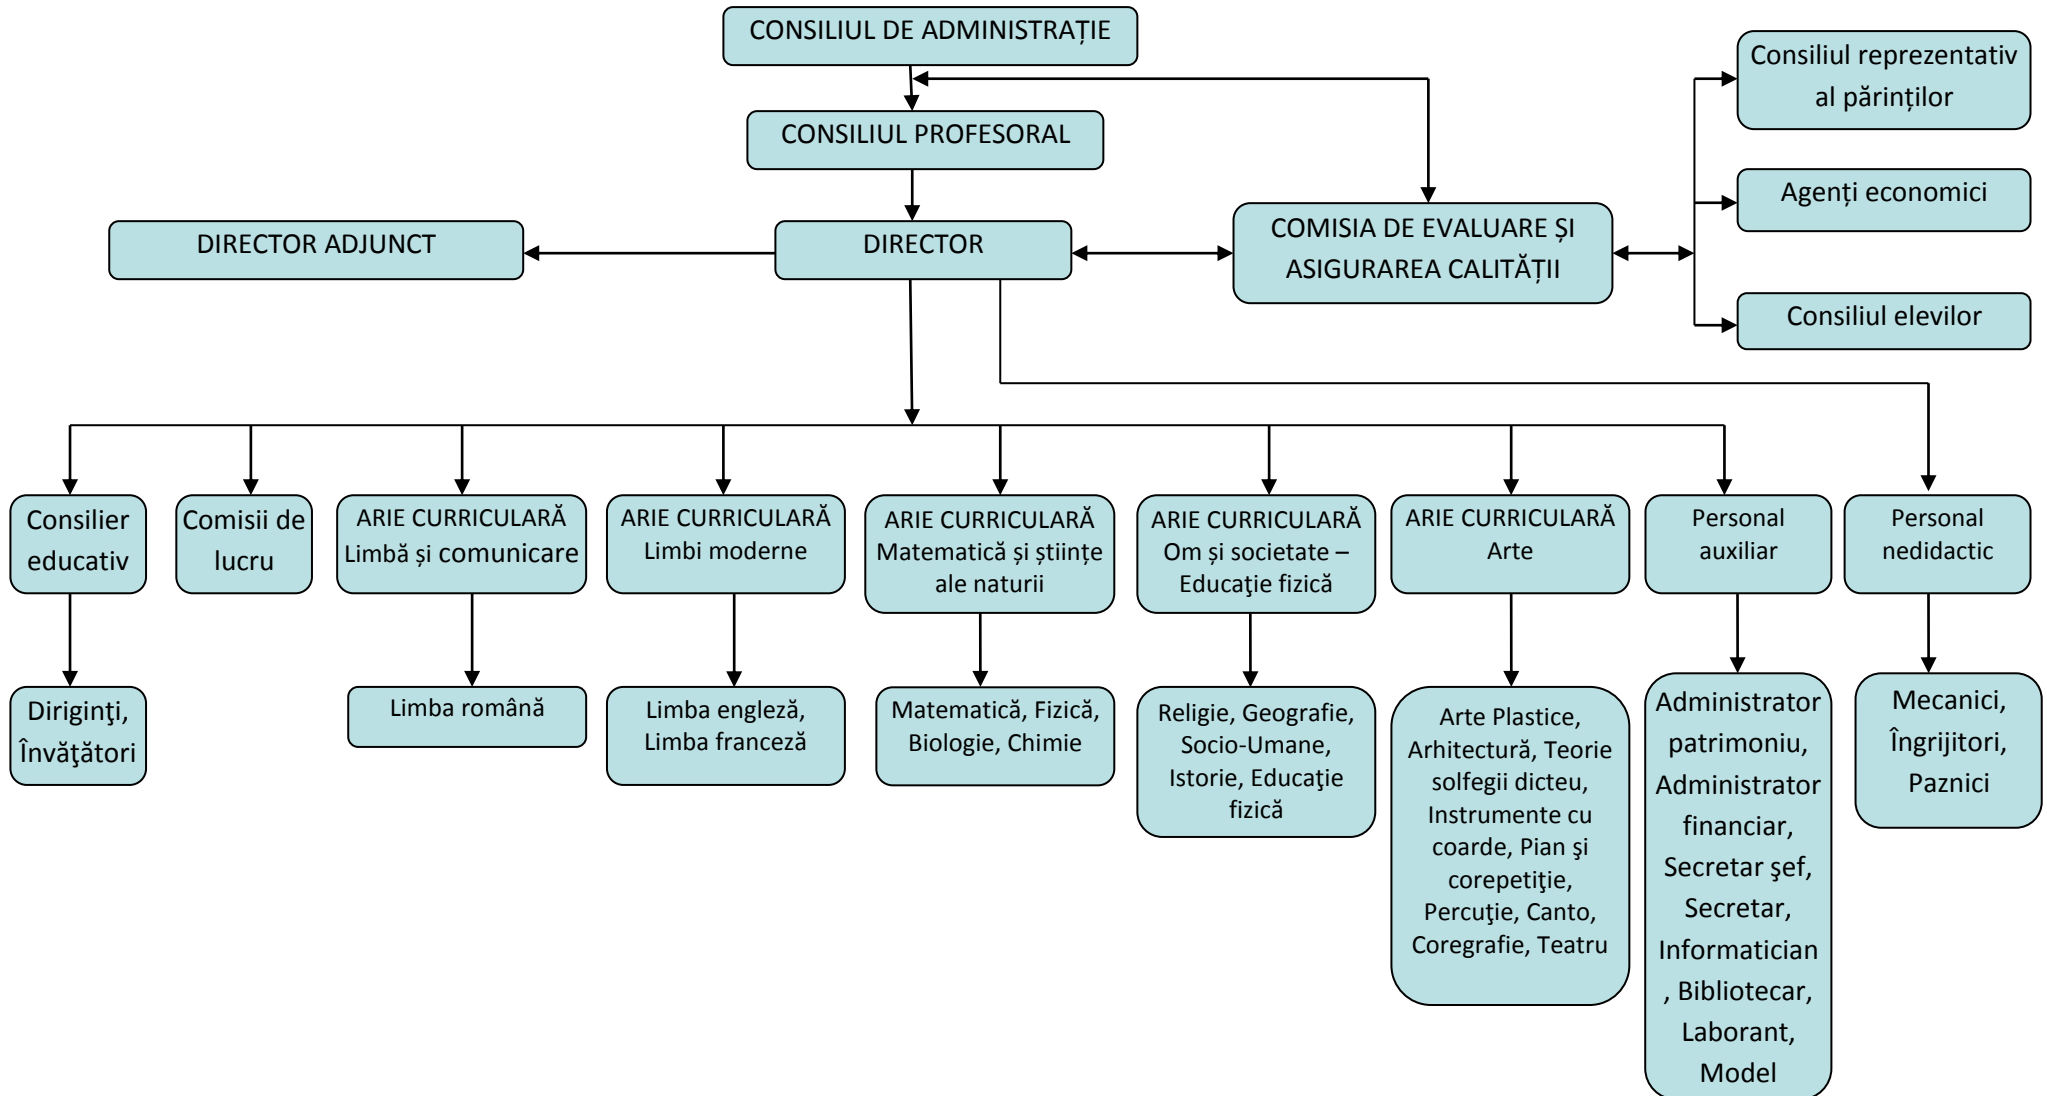 CONSILIUL DE ADMINISTRAȚIE
Consiliul reprezentativ
al părinților
CONSILIUL PROFESORAL
Agenți economici
DIRECTOR ADJUNCT
DIRECTOR
COMISIA DE EVALUARE ȘI
ASIGURAREA CALITĂȚII
Consiliul elevilor
Consilier
educativ
Comisii de
lucru
ARIE CURRICULARĂ
Limbă și comunicare
ARIE CURRICULARĂ
Limbi moderne
ARIE CURRICULARĂ
Matematică și științe
ale naturii
ARIE CURRICULARĂ
Om și societate –
Educaţie fizică
ARIE CURRICULARĂ
Arte
Personal
auxiliar
Personal
nedidactic
Diriginţi,
Învăţători
Limba română
Limba engleză,
Limba franceză
Matematică, Fizică,
Biologie, Chimie
Religie, Geografie,
Socio-Umane,
Istorie, Educaţie
fizică
Arte Plastice,
Arhitectură, Teorie
solfegii dicteu,
Instrumente cu
coarde, Pian şi
corepetiţie,
Percuţie, Canto,
Coregrafie, Teatru
Administrator
patrimoniu,
Administrator
financiar,
Secretar şef,
Secretar,
Informatician
, Bibliotecar,
Laborant,
Model
Mecanici,
Îngrijitori,
Paznici